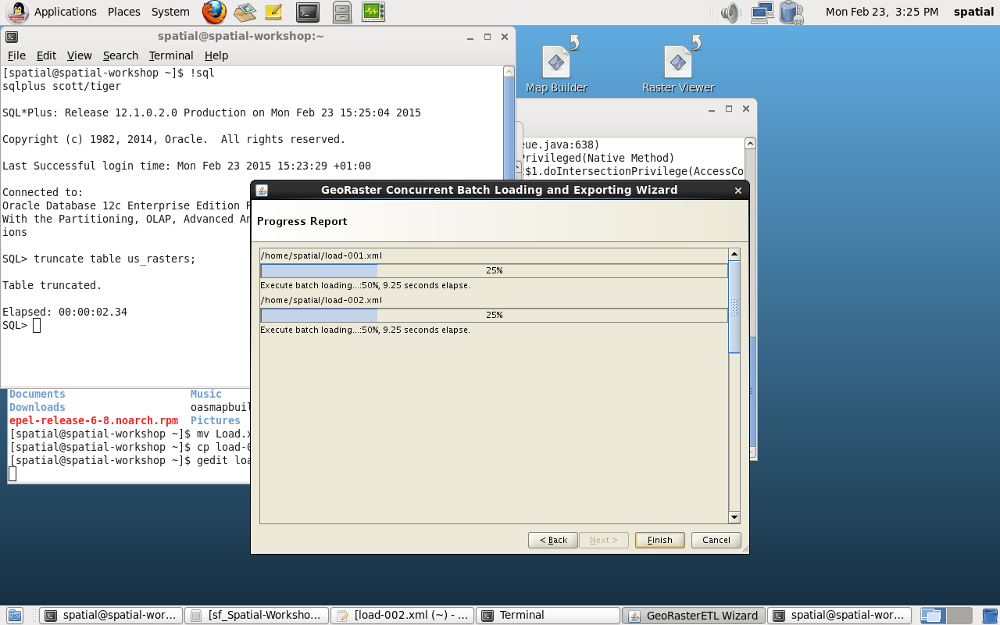 Applications Places System
Mon Feb 23, 3:25 PM spatial
spatial@spatial-workshop:~
File Edit View Search Terminal Help
[spatial@spatial-workshop ~]$ !sql
sqlplus scott/tiger
SQL*Plus: Release 12.1.0.2.0 Production on Mon Feb 23 15:25:04 2015
Copyright (c) 1982, 2014, Oracle.  All rights reserved.
Last Successful login time: Mon Feb 23 2015 15:23:29 +01:00
Connected to:
Oracle Database 12c Enterprise Edition
With the Partitioning, OLAP, Advanced
ions
SQL> truncate table us_rasters;
Table truncated.
Elapsed: 00:00:02.34
SQL>
Map Builder
Raster Viewer
eue.java:638)
Privileged(Native Method)
$1.doIntersectionPrivilege(AccessCo
GeoRaster Concurrent Batch Loading and Exporting Wizard
Progress Report
/home/spatial/load-001.xml
25%
Execute batch loading...:50%, 9.25 seconds elapse.
/home/spatial/load-002.xml
25%
Execute batch loading...:50%, 9.25 seconds elapse.
< Back Next > Finish Cancel
Documents Music
Downloads oasmapbuil
epel-release-6-8.noarch.rpm Pictures
[spatial@spatial-workshop ~]$ mv Load.x
[spatial@spatial-workshop ~]$ cp load-0
[spatial@spatial-workshop ~]$ gedit loa
spatial@spatial-wor...
[sf_Spatial-Worksho...
[load-002.xml (~) - ...
Terminal
GeoRasterETL Wizard
spatial@spatial-wor...